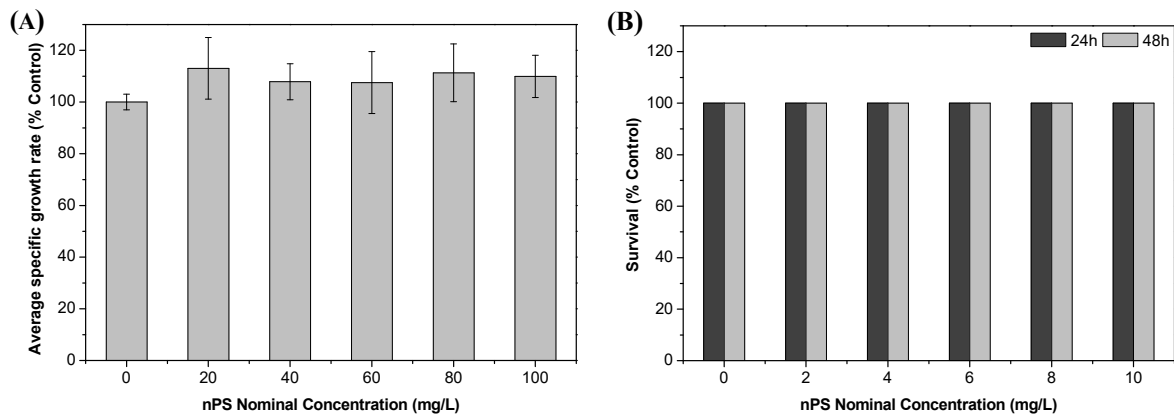 (A)
Average specific growth rate (% Control)
120
100
80
60
40
20
0
0 20 40 60 80 100
nPS Nominal Concentration (mg/L)
(B)
24h 48h
Survival (% Control)
120
100
80
60
40
20
0
0 2 4 6 8 10
nPS Nominal Concentration (mg/L)